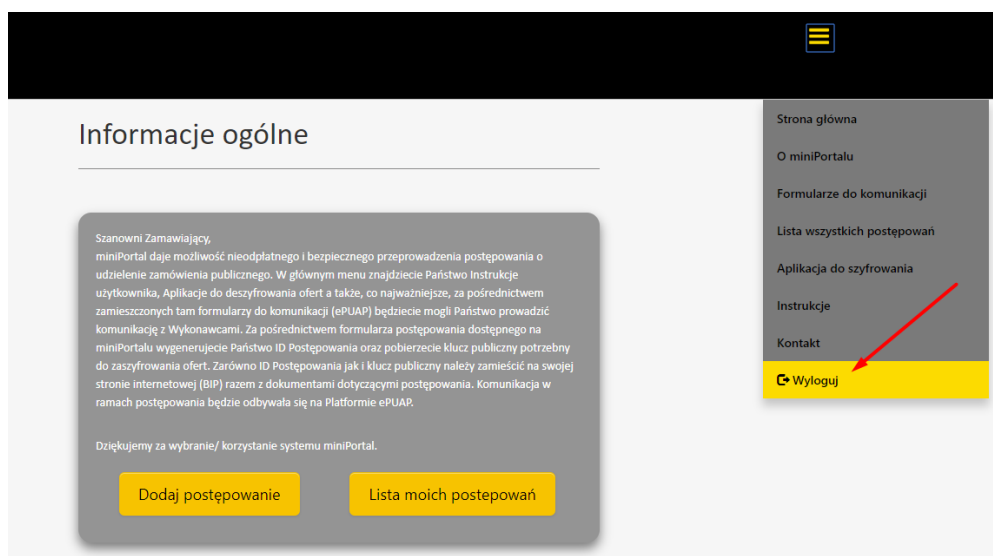 Informacje ogólne
Szanowni Zamawiający,
miniPortal daje możliwość nieodpłatnego i bezpiecznego przeprowadzenia postępowania o
udzielenie zamówienia publicznego. W głównym menu znajdziecie Państwo Instrukcje
użytkownika, Aplikacje do deszyfrowania ofert a także, co najważniejsze, za pośrednictwem
zamieszczonych tam formularzy do komunikacji (ePUAP) będziecie mogli Państwo prowadzić
komunikację z Wykonawcami. Za pośrednictwem formularza postępowania dostępnego na
miniPortalu wygenerujecie Państwo ID Postępowania oraz pobierzecie klucz publiczny potrzebny
do zaszyfrowania ofert. Zarówno ID Postępowania jak i klucz publiczny należy zamieścić na swojej
stronie internetowej (BIP) razem z dokumentami dotyczącymi postępowania. Komunikacja w
ramach postępowania będzie odbywała się na Platformie ePUAP.
Dziękujemy za wybranie/ korzystanie systemu miniPortal.
Dodaj postępowanie
Lista moich postepowań
Strona główna
O miniPortalu
Formularze do komunikacji
Lista wszystkich postępowań
Aplikacja do szyfrowania
Instrukcje
Kontakt
Wyloguj